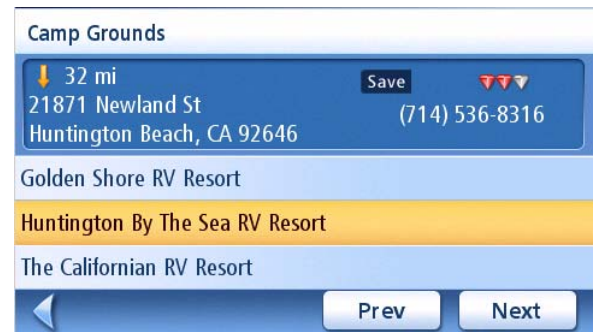 Camp Grounds
32 mi
Save
21871 Newland St
(714) 536-8316
Huntington Beach, CA 92646
Golden Shore RV Resort
Huntington By The Sea RV Resort
The Californian RV Resort
Prev
Next